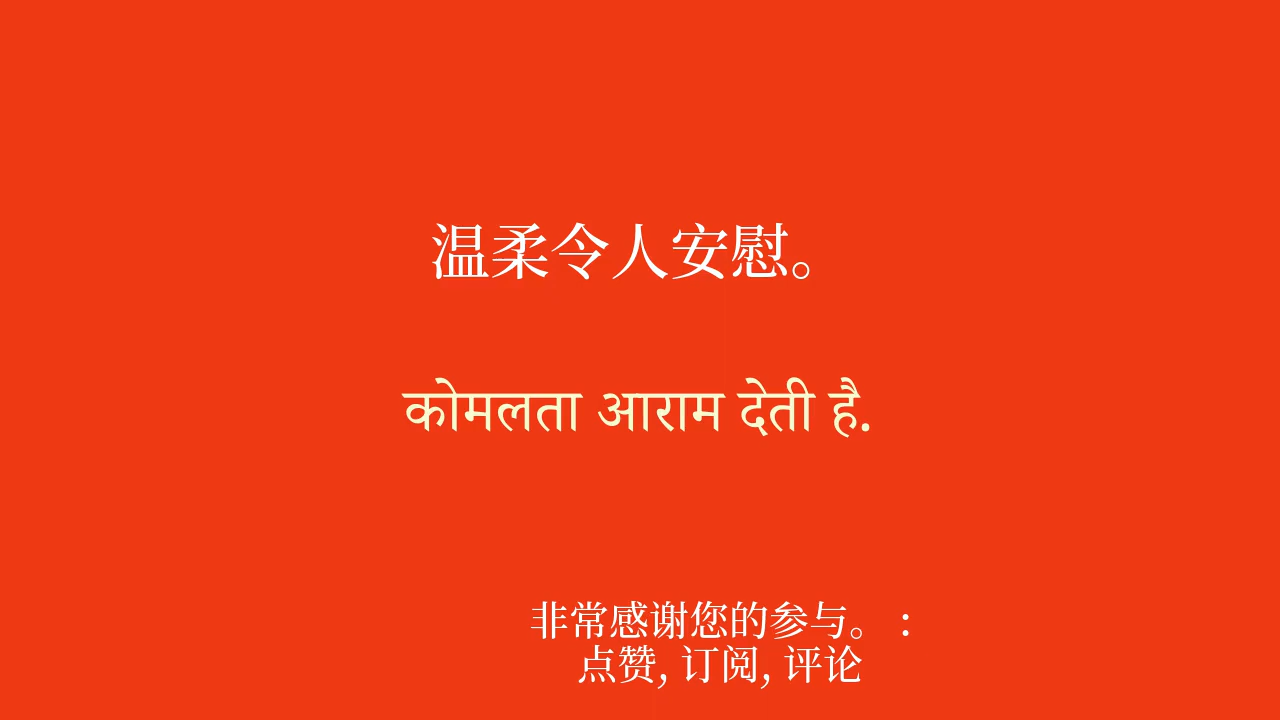 温柔令人安慰。
कोमलता आराम देती है.
非常感谢您的参与。 :
点赞, 订阅, 评论